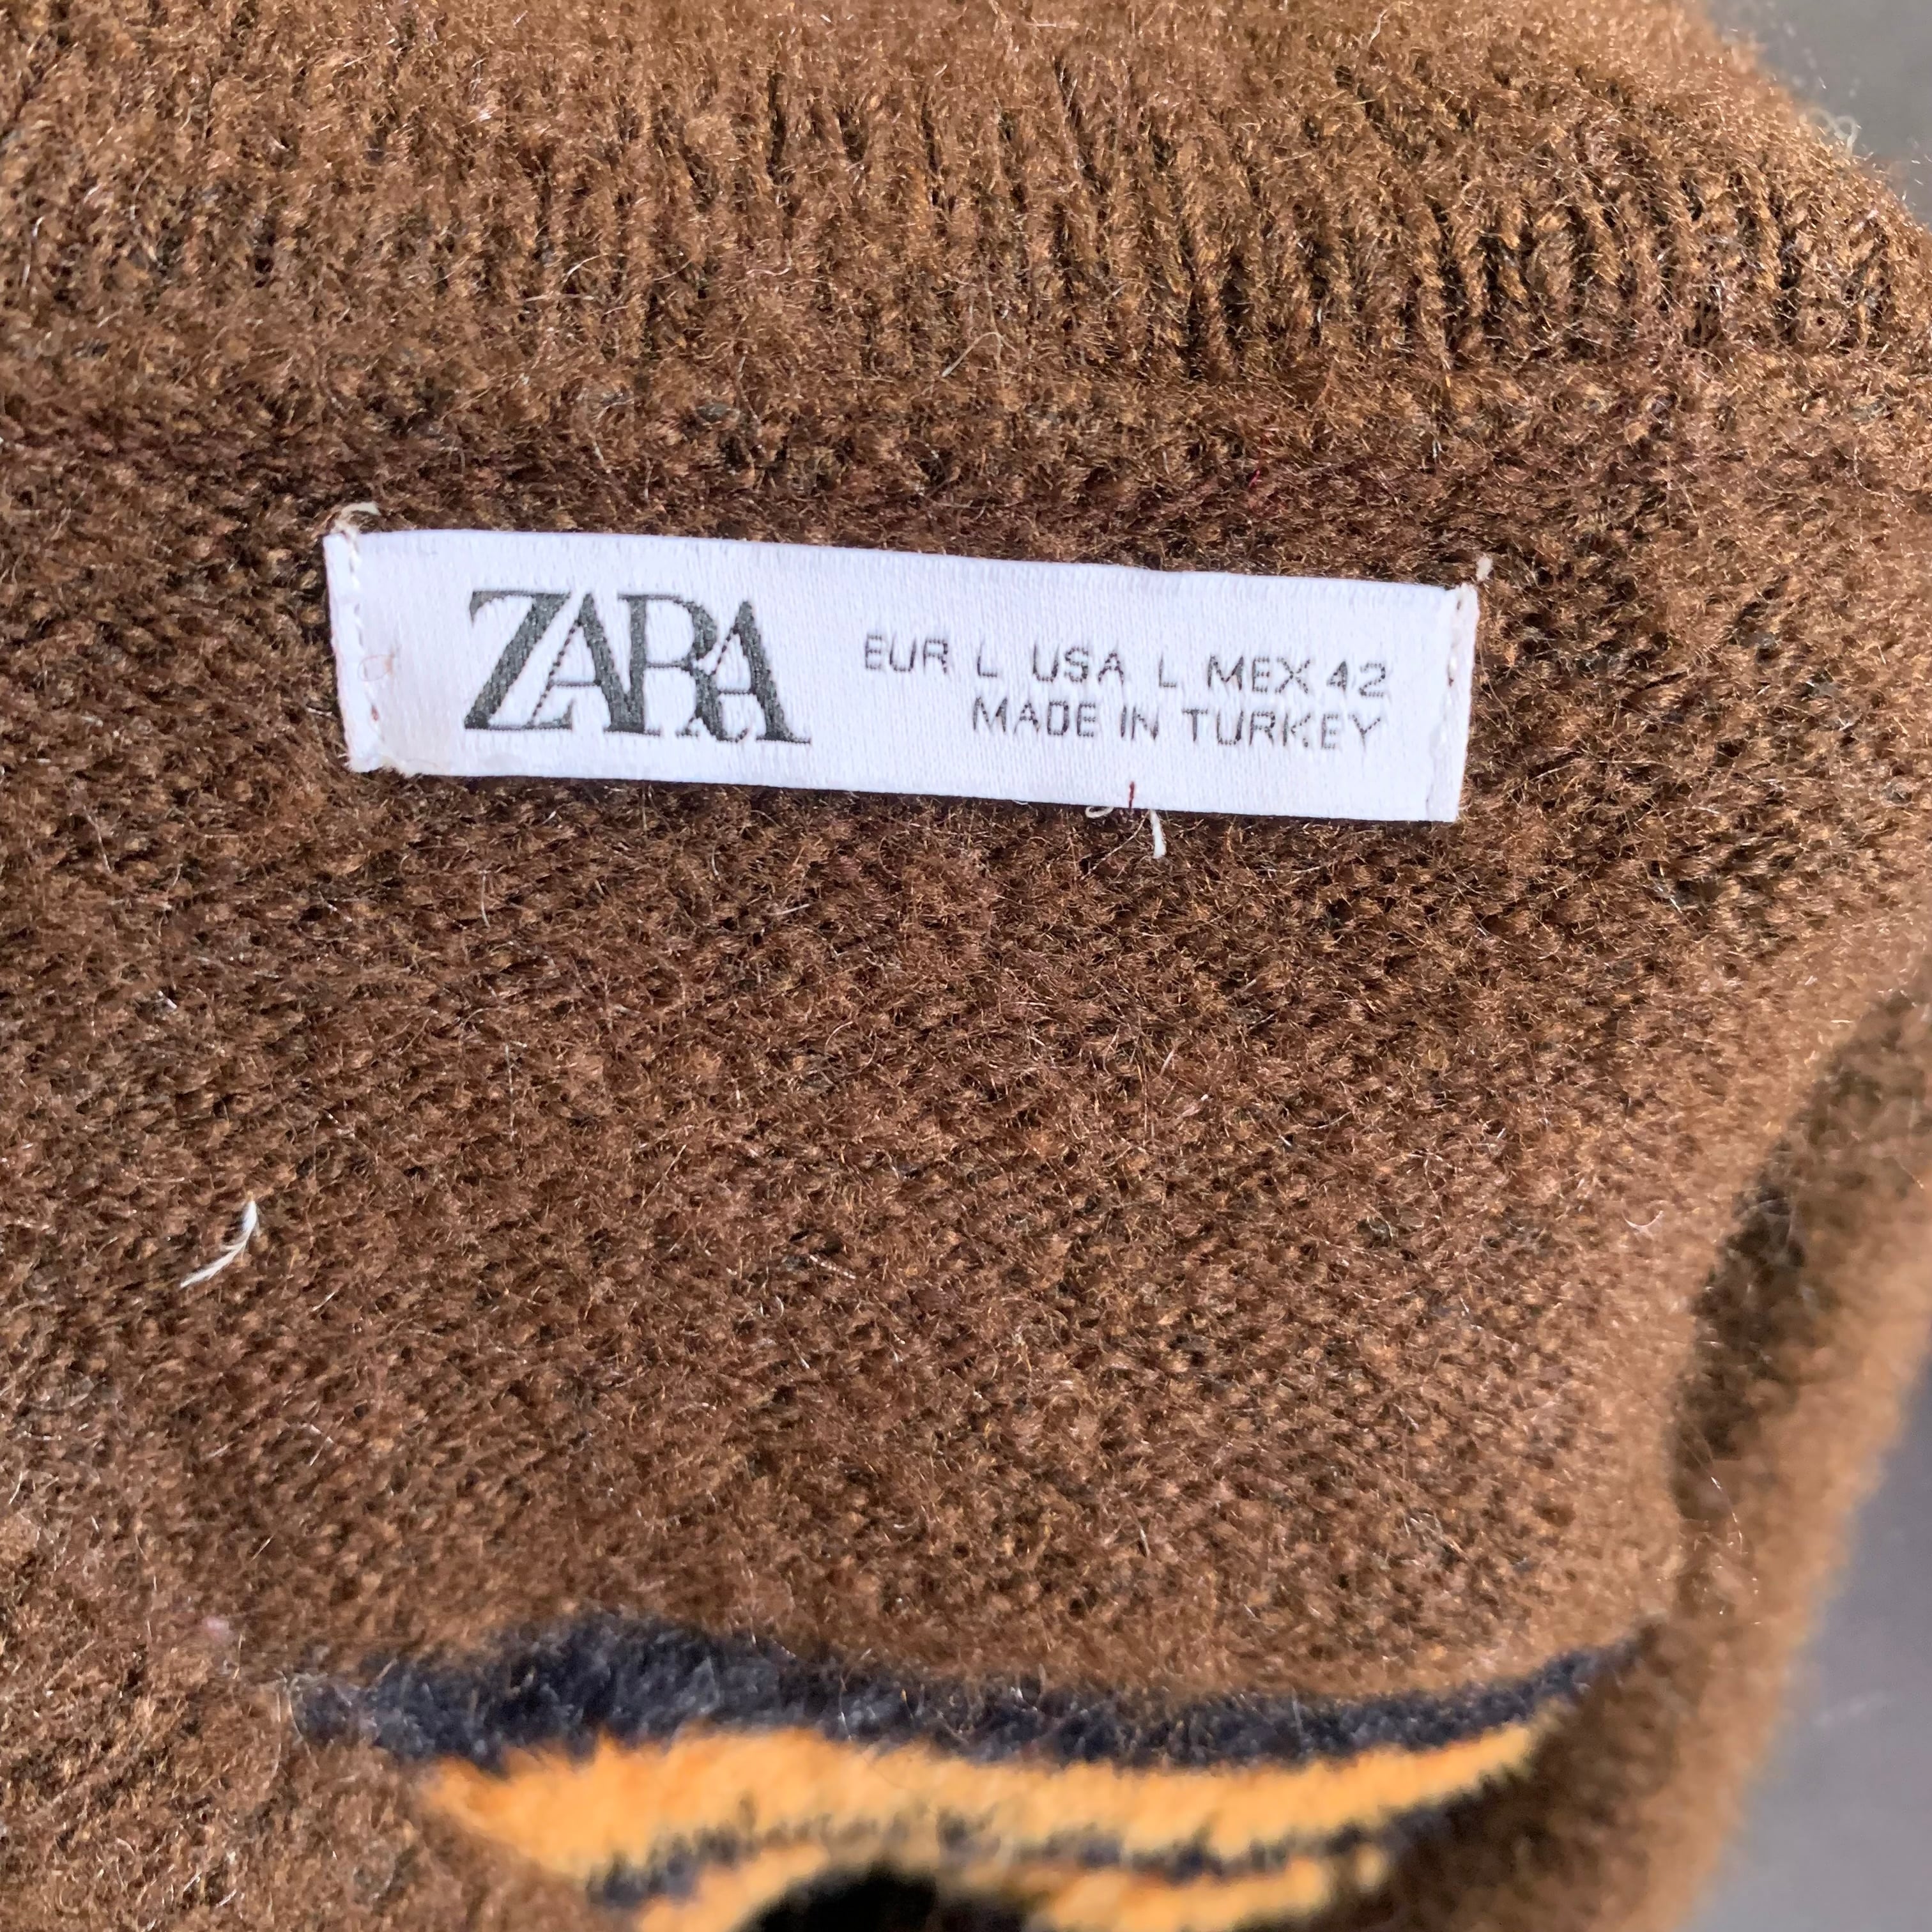 ZARA
EUR L USA L MEX 42
MADE IN TURKEY